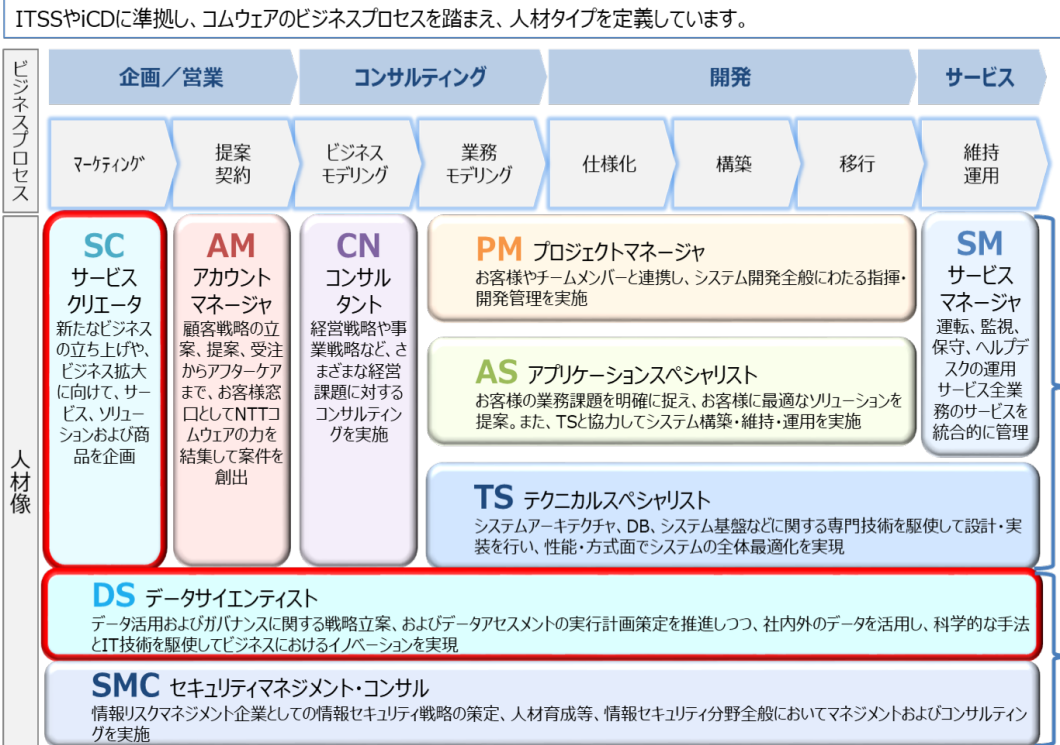 ITSSやiCDに準拠し、コムウェアのビジネスプロセスを踏まえ、人材タイプを定義しています。
ビジネスプロセス
企画／営業
コンサルティング
開発
サービス
マーケティング
提案
契約
ビジネス
モデリング
業務
モデリング
仕様化
構築
移行
維持
運用
人材像
SC
サービス
クリエータ
新たなビジネス
の立ち上げや、
ビジネス拡大
に向けて、サー
ビス、ソリュー
ションおよび商
品を企画
AM
アカウント
マネージャ
顧客戦略の立
案、提案、受注
からアフターケア
まで、お客様窓
口としてNTTコ
ムウェアの力を
結集して案件を
創出
CN
コンサル
タント
経営戦略や事
業戦略など、さ
まざまな経営
課題に対する
コンサルティン
グを実施
PM プロジェクトマネージャ
お客様やチームメンバーと連携し、システム開発全般にわたる指揮・
開発管理を実施
AS アプリケーションスペシャリスト
お客様の業務課題を明確に捉え、お客様に最適なソリューションを
提案。また、TSと協力してシステム構築・維持・運用を実施
SM
サービス
マネージャ
運転、監視、
保守、ヘルプデ
スクの運用
サービス全業
務のサービスを
統合的に管理
TS テクニカルスペシャリスト
システムアーキテクチャ、DB、システム基盤などに関する専門技術を駆使して設計・実
装を行い、性能・方式面でシステムの全体最適化を実現
DS データサイエンティスト
データ活用およびガバナンスに関する戦略立案、およびデータアセスメントの実行計画策定を推進しつつ、社内外のデータを活用し、科学的な手法
とIT技術を駆使してビジネスにおけるイノベーションを実現
SMC セキュリティマネジメント・コンサル
情報リスクマネジメント企業としての情報セキュリティ戦略の策定、人材育成等、情報セキュリティ分野全般においてマネジメントおよびコンサルティン
グを実施